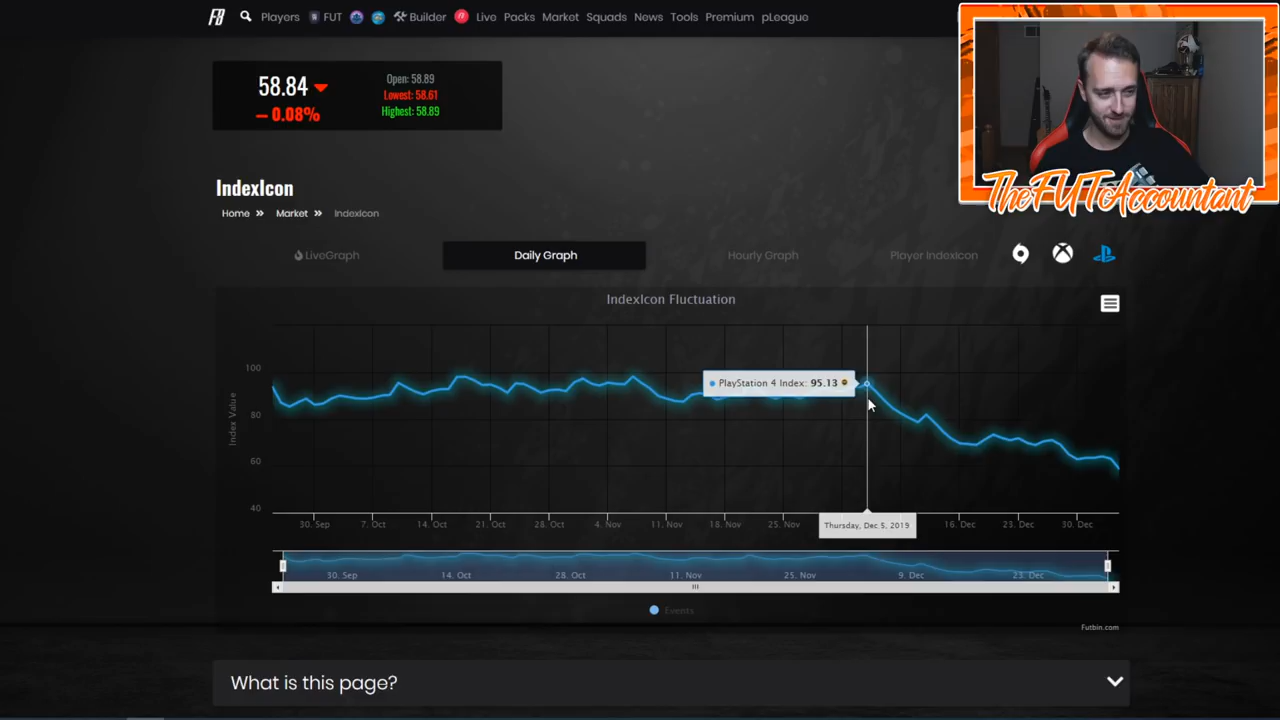 FB Players FUT Builder Live Packs Market Squads News Tools Premium pLeague
58.84
– 0.08%
Open: 58.89
Lowest: 58.61
Highest: 58.89
TheFUTAccountant
IndexIcon
Home » Market » IndexIcon
LiveGraph
Daily Graph
Hourly Graph
Player IndexIcon
IndexIcon Fluctuation
Index Value
100
80
60
40
PlayStation 4 Index: 95.13
30. Sep 7. Oct 14. Oct 21. Oct 28. Oct 4. Nov 11. Nov 18. Nov 25. Nov Thursday, Dec 5, 2019 16. Dec 23. Dec 30. Dec
30. Sep 14. Oct 28. Oct 11. Nov 25. Nov 9. Dec 23. Dec
Events
Futbin.com
What is this page?